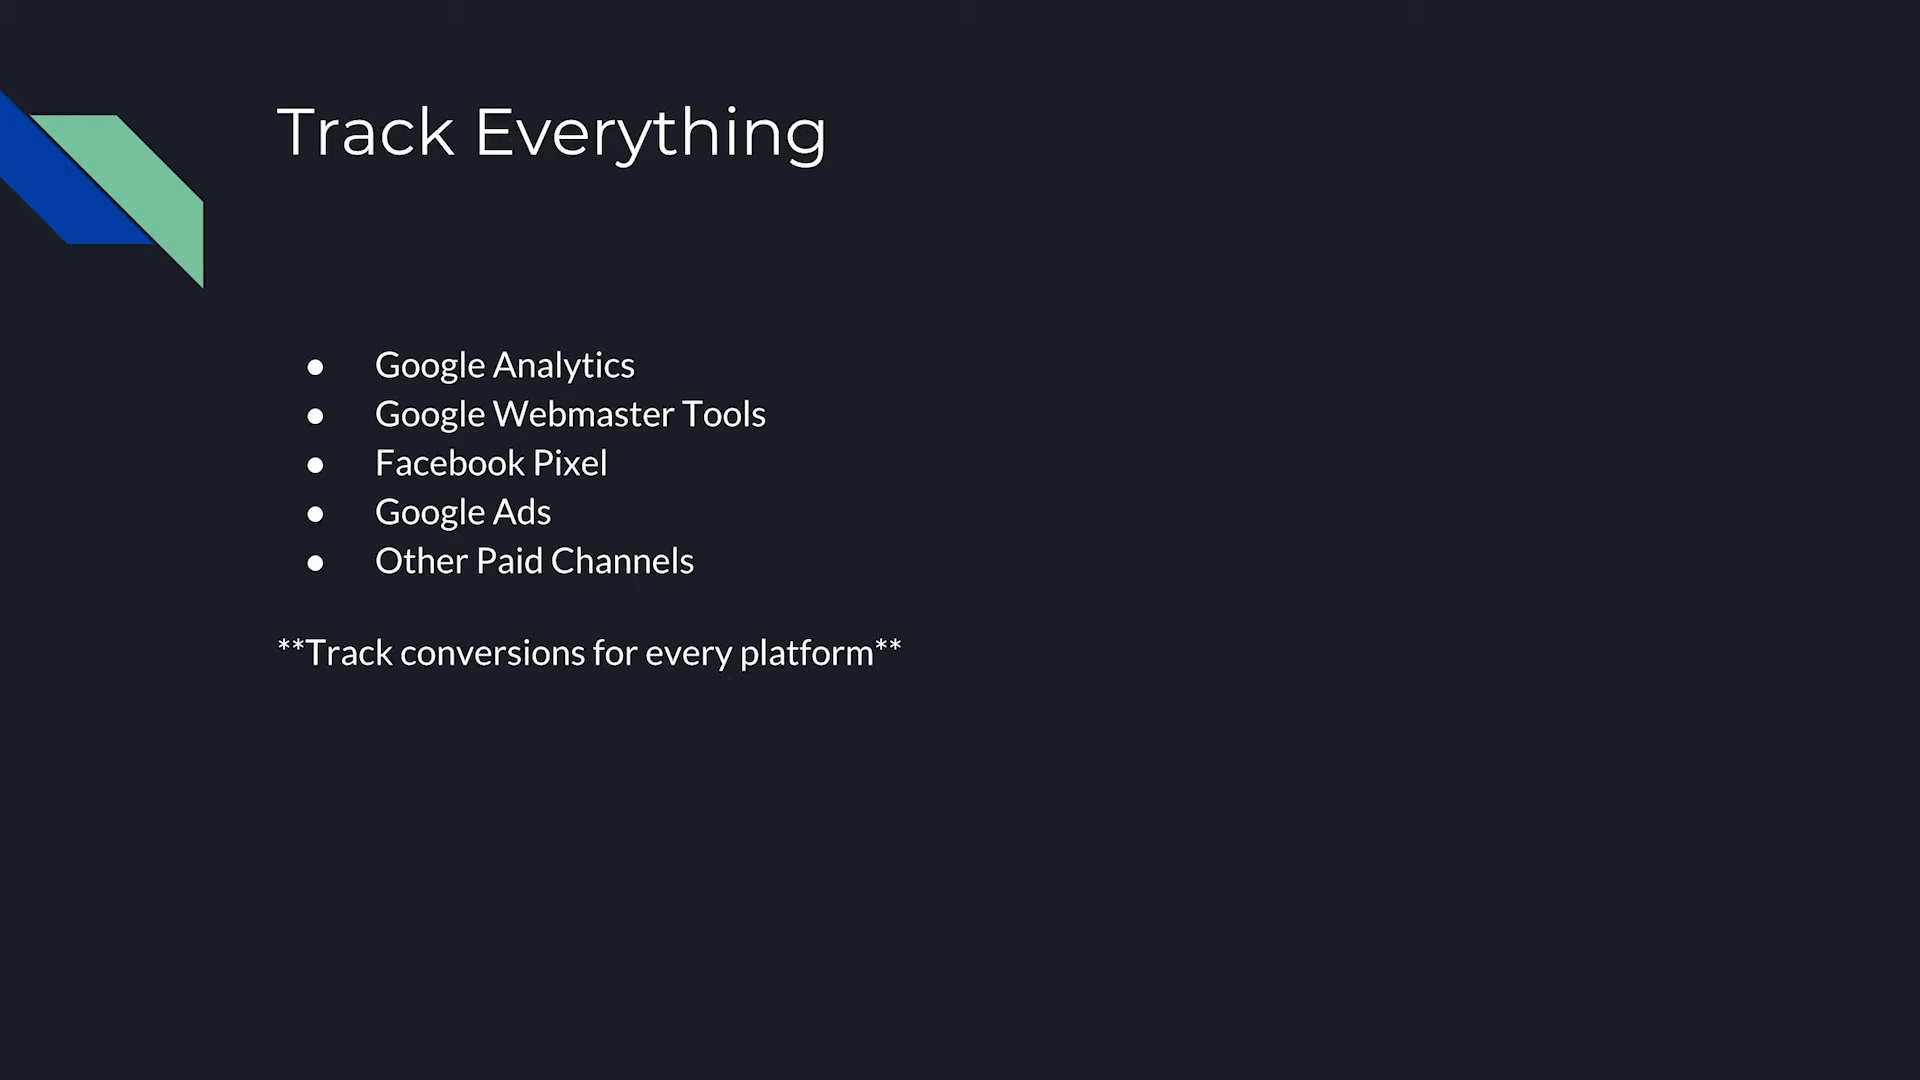 Track Everything
● Google Analytics
● Google Webmaster Tools
● Facebook Pixel
● Google Ads
● Other Paid Channels
**Track conversions for every platform**